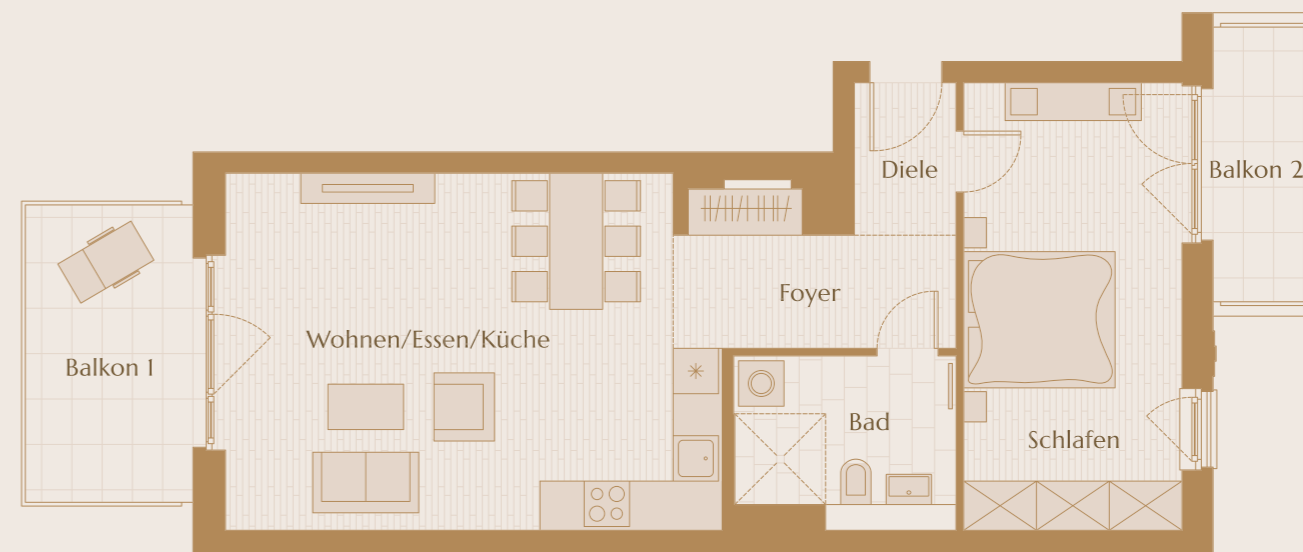 Diele
Balkon 2
Foyer
Wohnen/Essen/Küche
Balkon 1
Bad
Schlafen